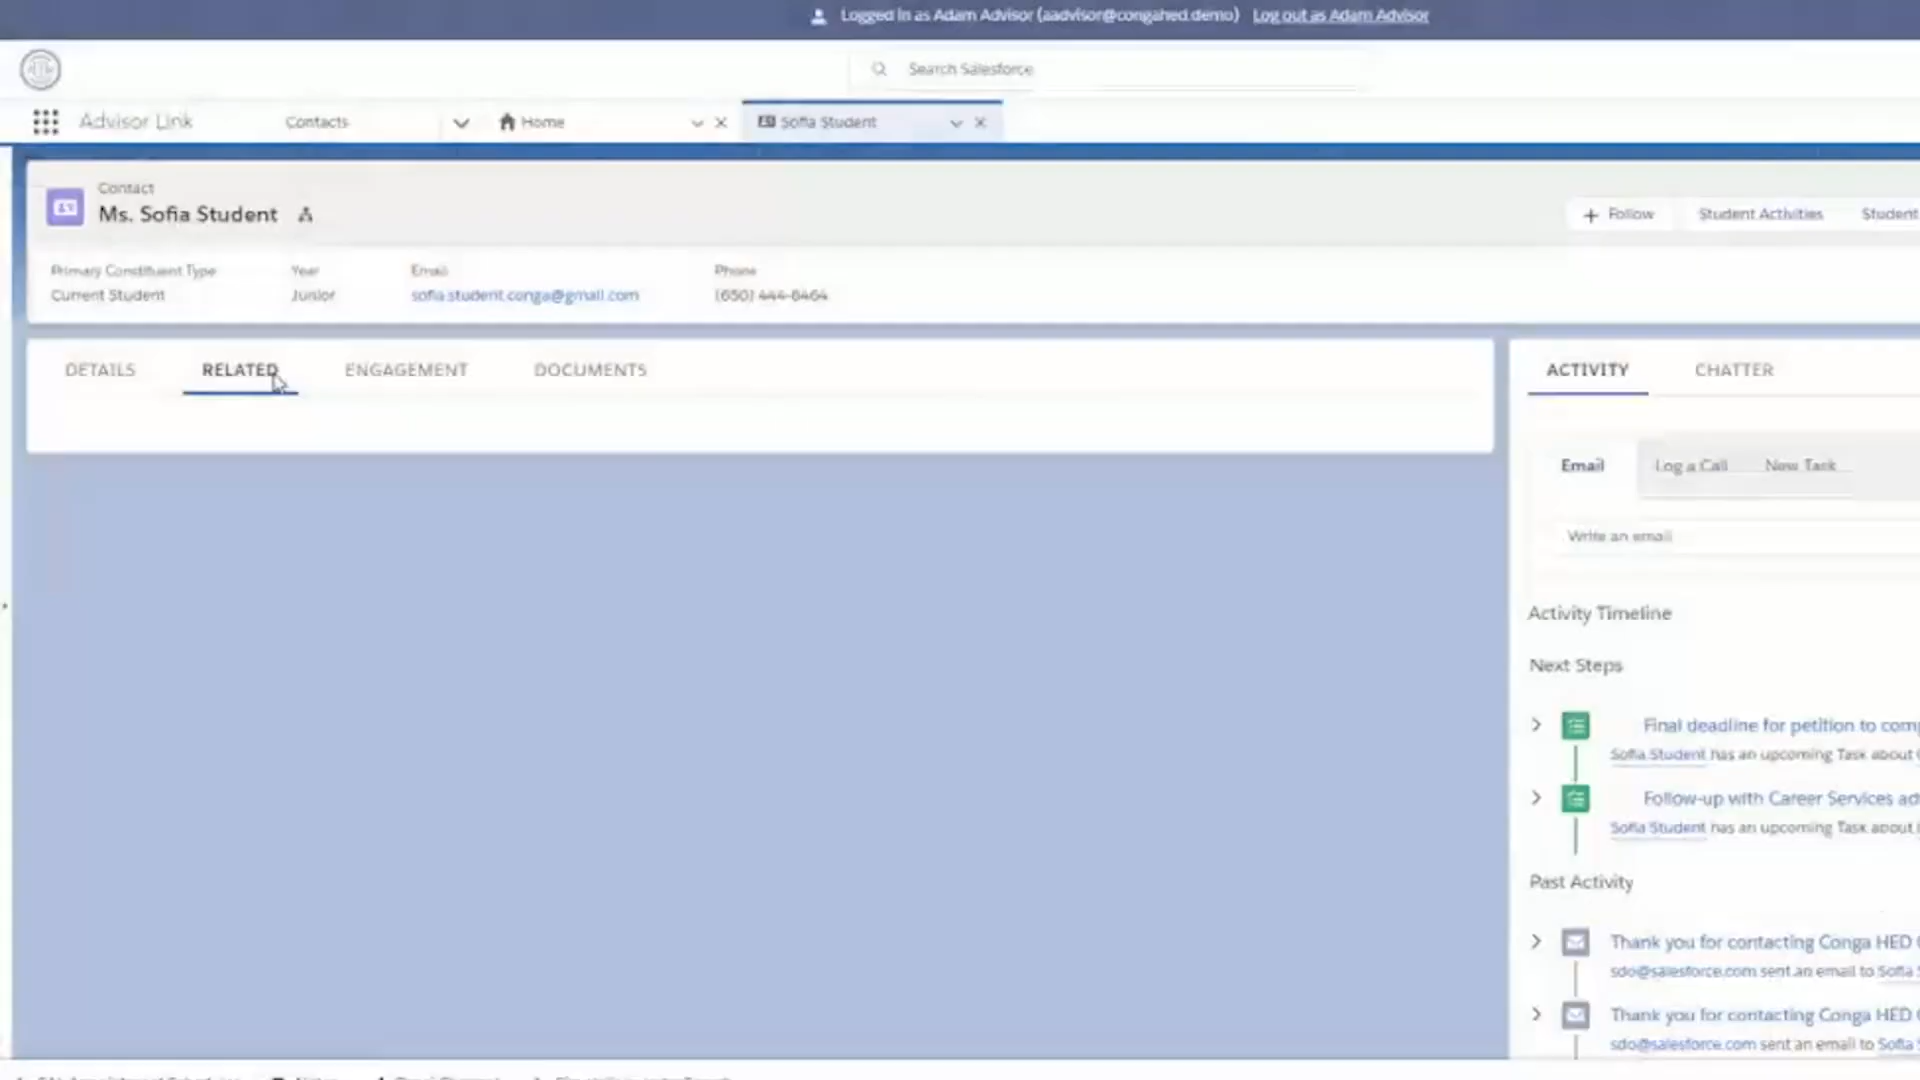 Logged in as Adam Advisor (aadvisor@congahed.demo) Log out as Adam Advisor
Search Salesforce
Advisor Link Contacts Home Sofia Student
Contact
Ms. Sofia Student
Follow Student Activities Student
Primary Constituent Type Year Email Phone
Current Student Junior sofia.student.conga@gmail.com (650) 444-8464
DETAILS RELATED ENGAGEMENT DOCUMENTS
ACTIVITY CHATTER
Email Log a Call New Task
Write an email
Activity Timeline
Next Steps
Final deadline for petition to comp
Sofia Student has an upcoming Task about
Follow-up with Career Services ad
Sofia Student has an upcoming Task about
Past Activity
Thank you for contacting Conga HED
sdo@salesforce.com sent an email to Sofia
Thank you for contacting Conga HED
sdo@salesforce.com sent an email to Sofia